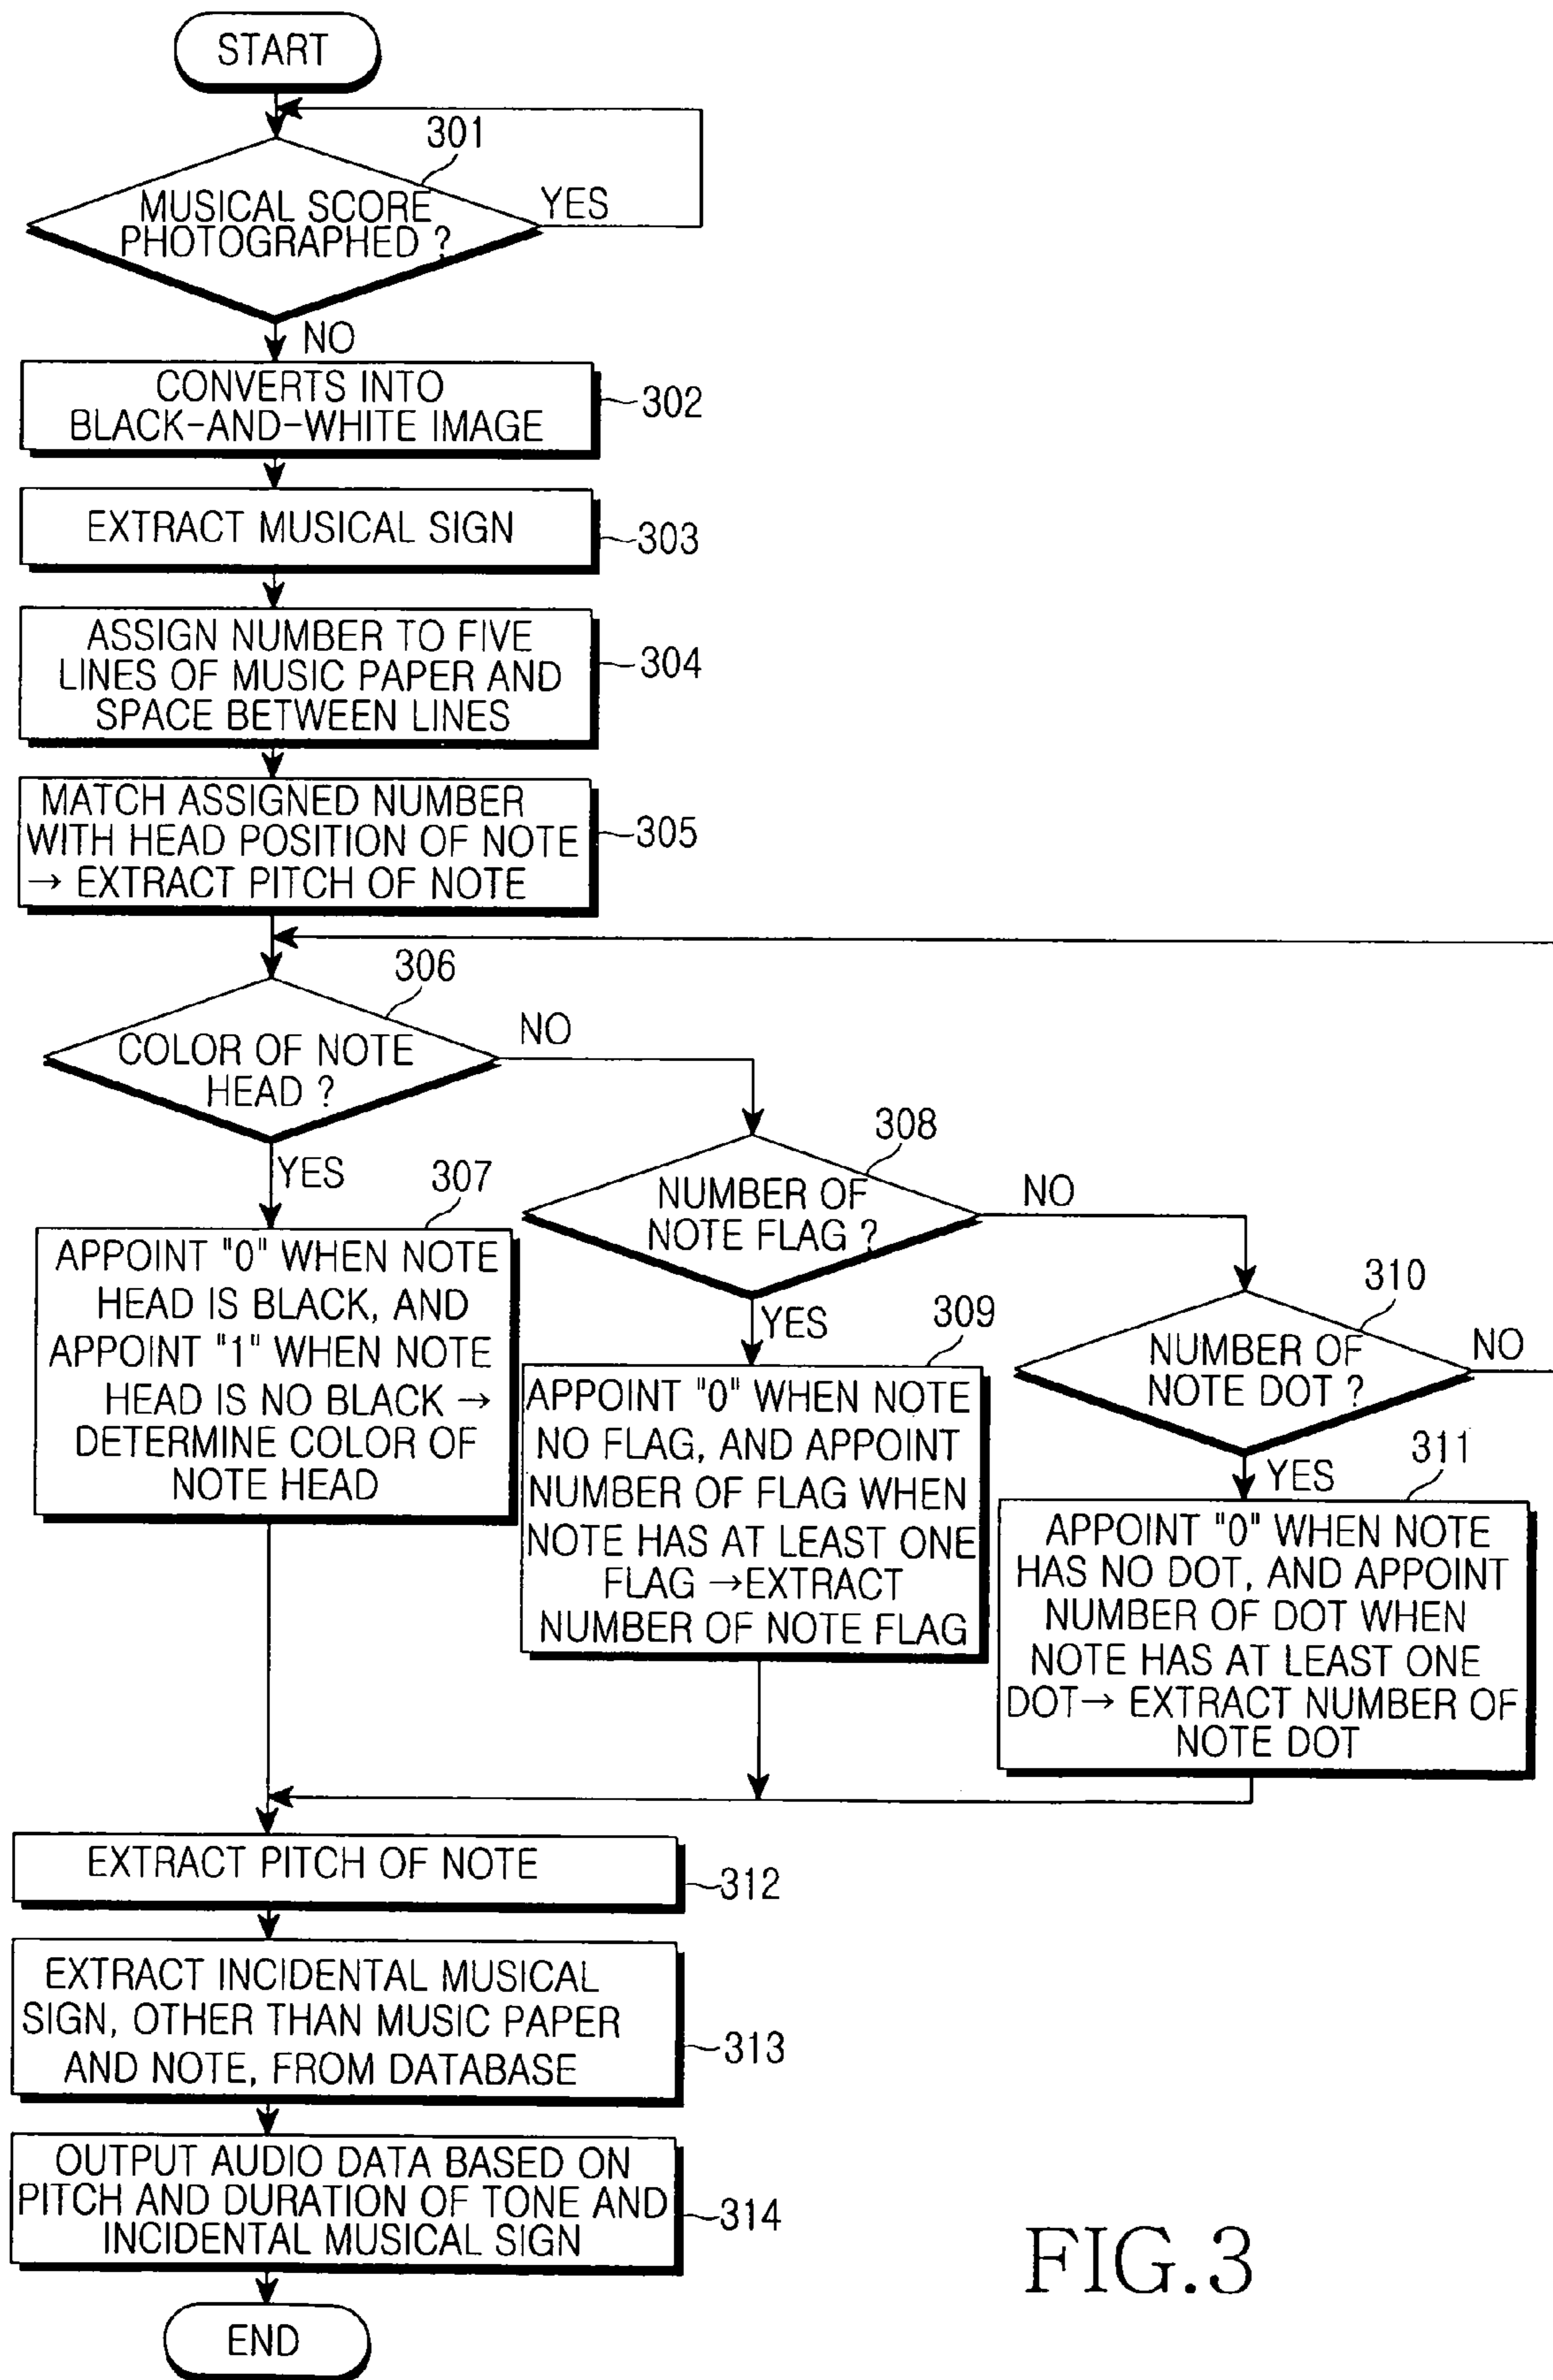 START
301
MUSICAL SCORE
PHOTOGRAPHED ?
YES
NO
CONVERTS INTO
BLACK-AND-WHITE IMAGE
302
EXTRACT MUSICAL SIGN
303
ASSIGN NUMBER TO FIVE
LINES OF MUSIC PAPER AND
SPACE BETWEEN LINES
304
MATCH ASSIGNED NUMBER
WITH HEAD POSITION OF NOTE
→ EXTRACT PITCH OF NOTE
305
306
COLOR OF NOTE
HEAD ?
NO
YES
307
APPOINT "0" WHEN NOTE
HEAD IS BLACK, AND
APPOINT "1" WHEN NOTE
HEAD IS NO BLACK →
DETERMINE COLOR OF
NOTE HEAD
308
NUMBER OF
NOTE FLAG ?
NO
YES
309
APPOINT "0" WHEN NOTE
NO FLAG, AND APPOINT
NUMBER OF FLAG WHEN
NOTE HAS AT LEAST ONE
FLAG →EXTRACT
NUMBER OF NOTE FLAG
310
NUMBER OF
NOTE DOT ?
NO
YES
311
APPOINT "0" WHEN NOTE
HAS NO DOT, AND APPOINT
NUMBER OF DOT WHEN
NOTE HAS AT LEAST ONE
DOT→ EXTRACT NUMBER OF
NOTE DOT
EXTRACT PITCH OF NOTE
312
EXTRACT INCIDENTAL MUSICAL
SIGN, OTHER THAN MUSIC PAPER
AND NOTE, FROM DATABASE
313
OUTPUT AUDIO DATA BASED ON
PITCH AND DURATION OF TONE AND
INCIDENTAL MUSICAL SIGN
314
END
FIG.3